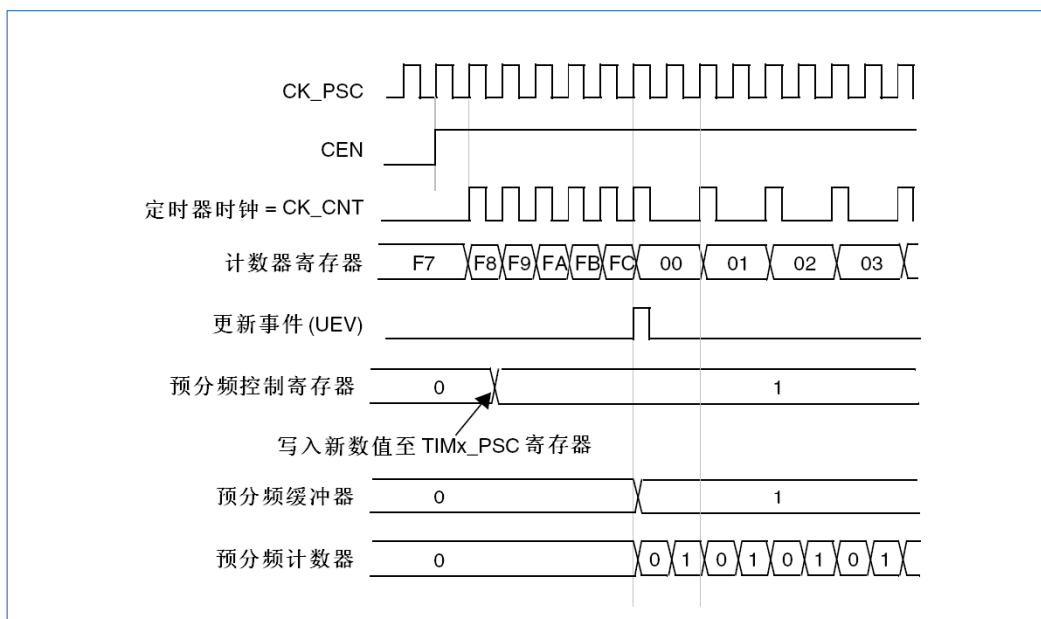 CK_PSC
CEN
定时器时钟 = CK_CNT
计数器寄存器 F7 F8 F9 FA FB FC 00 01 02 03
更新事件 (UEV)
预分频控制寄存器 0 1
写入新数值至 TIMx_PSC 寄存器
预分频缓冲器 0 1
预分频计数器 0 0 1 0 1 0 1 0 1